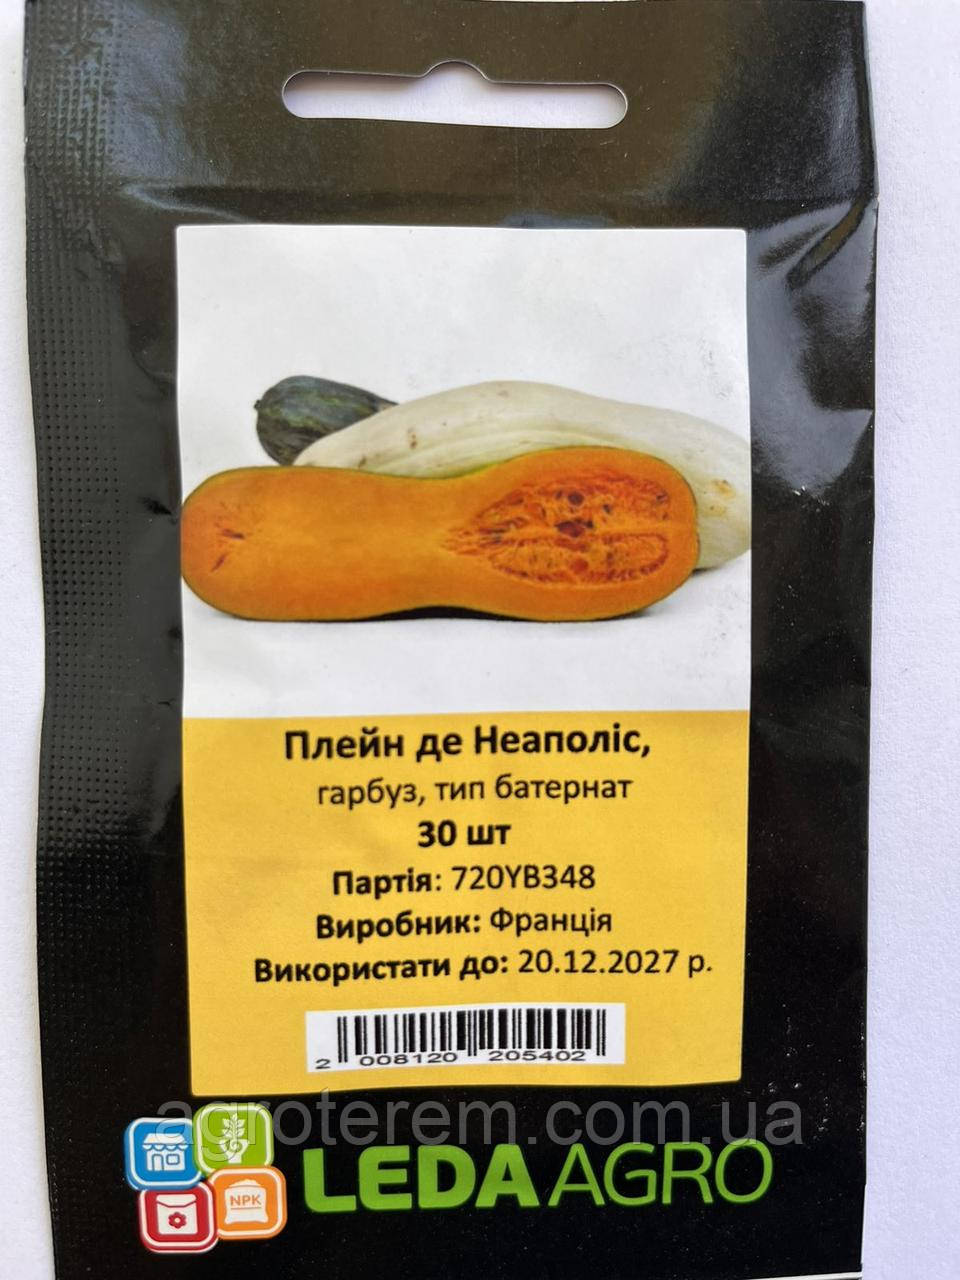 Плейн де Неаполіс,
гарбуз, тип батернат
30 шт
Партія: 720YB348
Виробник: Франція
Використати до: 20.12.2027 р.
2 008120 205402
agroterem.com.ua
NPK
LEDA AGRO